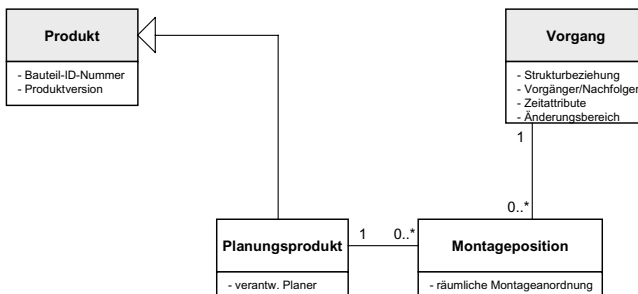 Produkt
- Bauteil-ID-Nummer
- Produktversion
Vorgang
- Strukturbeziehung
- Vorgänger/Nachfolger
- Zeitattribute
- Änderungsbereich
1
0..*
Planungsprodukt
- verantw. Planer
1
0..*
Montageposition
- räumliche Montageanordnung